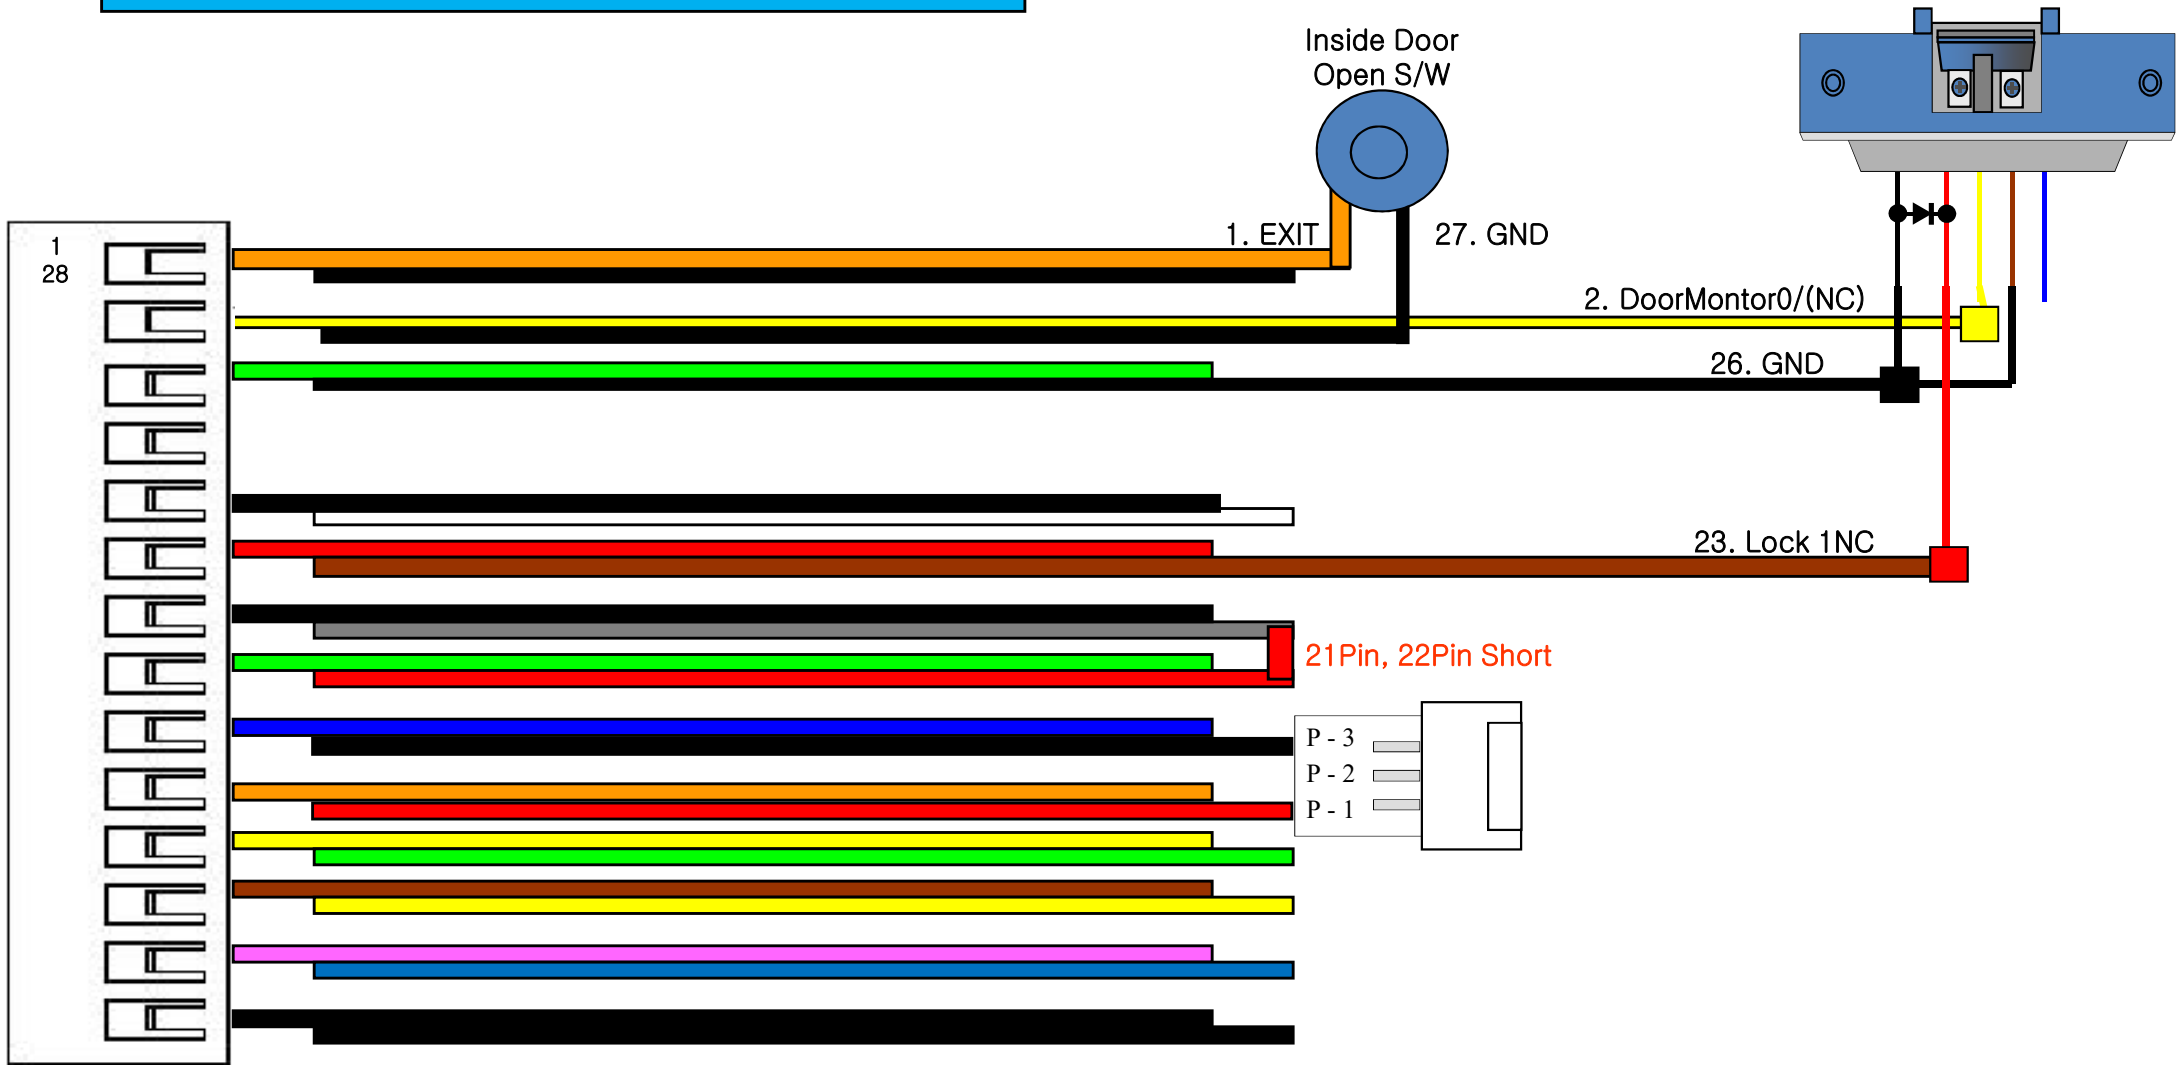 Inside Door
Open S/W
1. EXIT
27. GND
1
28
2. DoorMontor0/(NC)
26. GND
23. Lock 1NC
21Pin, 22Pin Short
P - 3
P - 2
P - 1